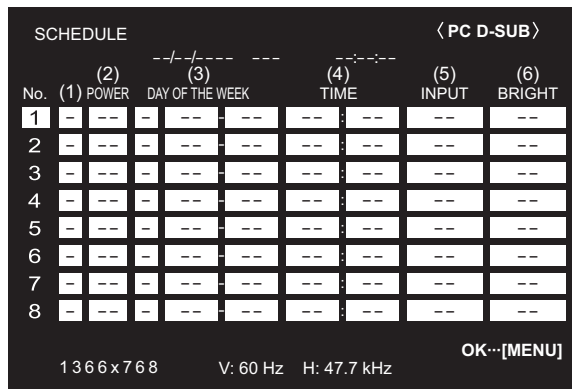 SCHEDULE 〈PC D-SUB〉
--/--/---- --- --:--:--
(2) (3) (4) (5) (6)
No. (1) POWER DAY OF THE WEEK TIME INPUT BRIGHT
1 - -- - -- - -- -- : -- -- --
2 - -- - -- - -- -- : -- -- --
3 - -- - -- - -- -- : -- -- --
4 - -- - -- - -- -- : -- -- --
5 - -- - -- - -- -- : -- -- --
6 - -- - -- - -- -- : -- -- --
7 - -- - -- - -- -- : -- -- --
8 - -- - -- - -- -- : -- -- --
OK···[MENU]
1366x768 V: 60 Hz H: 47.7 kHz